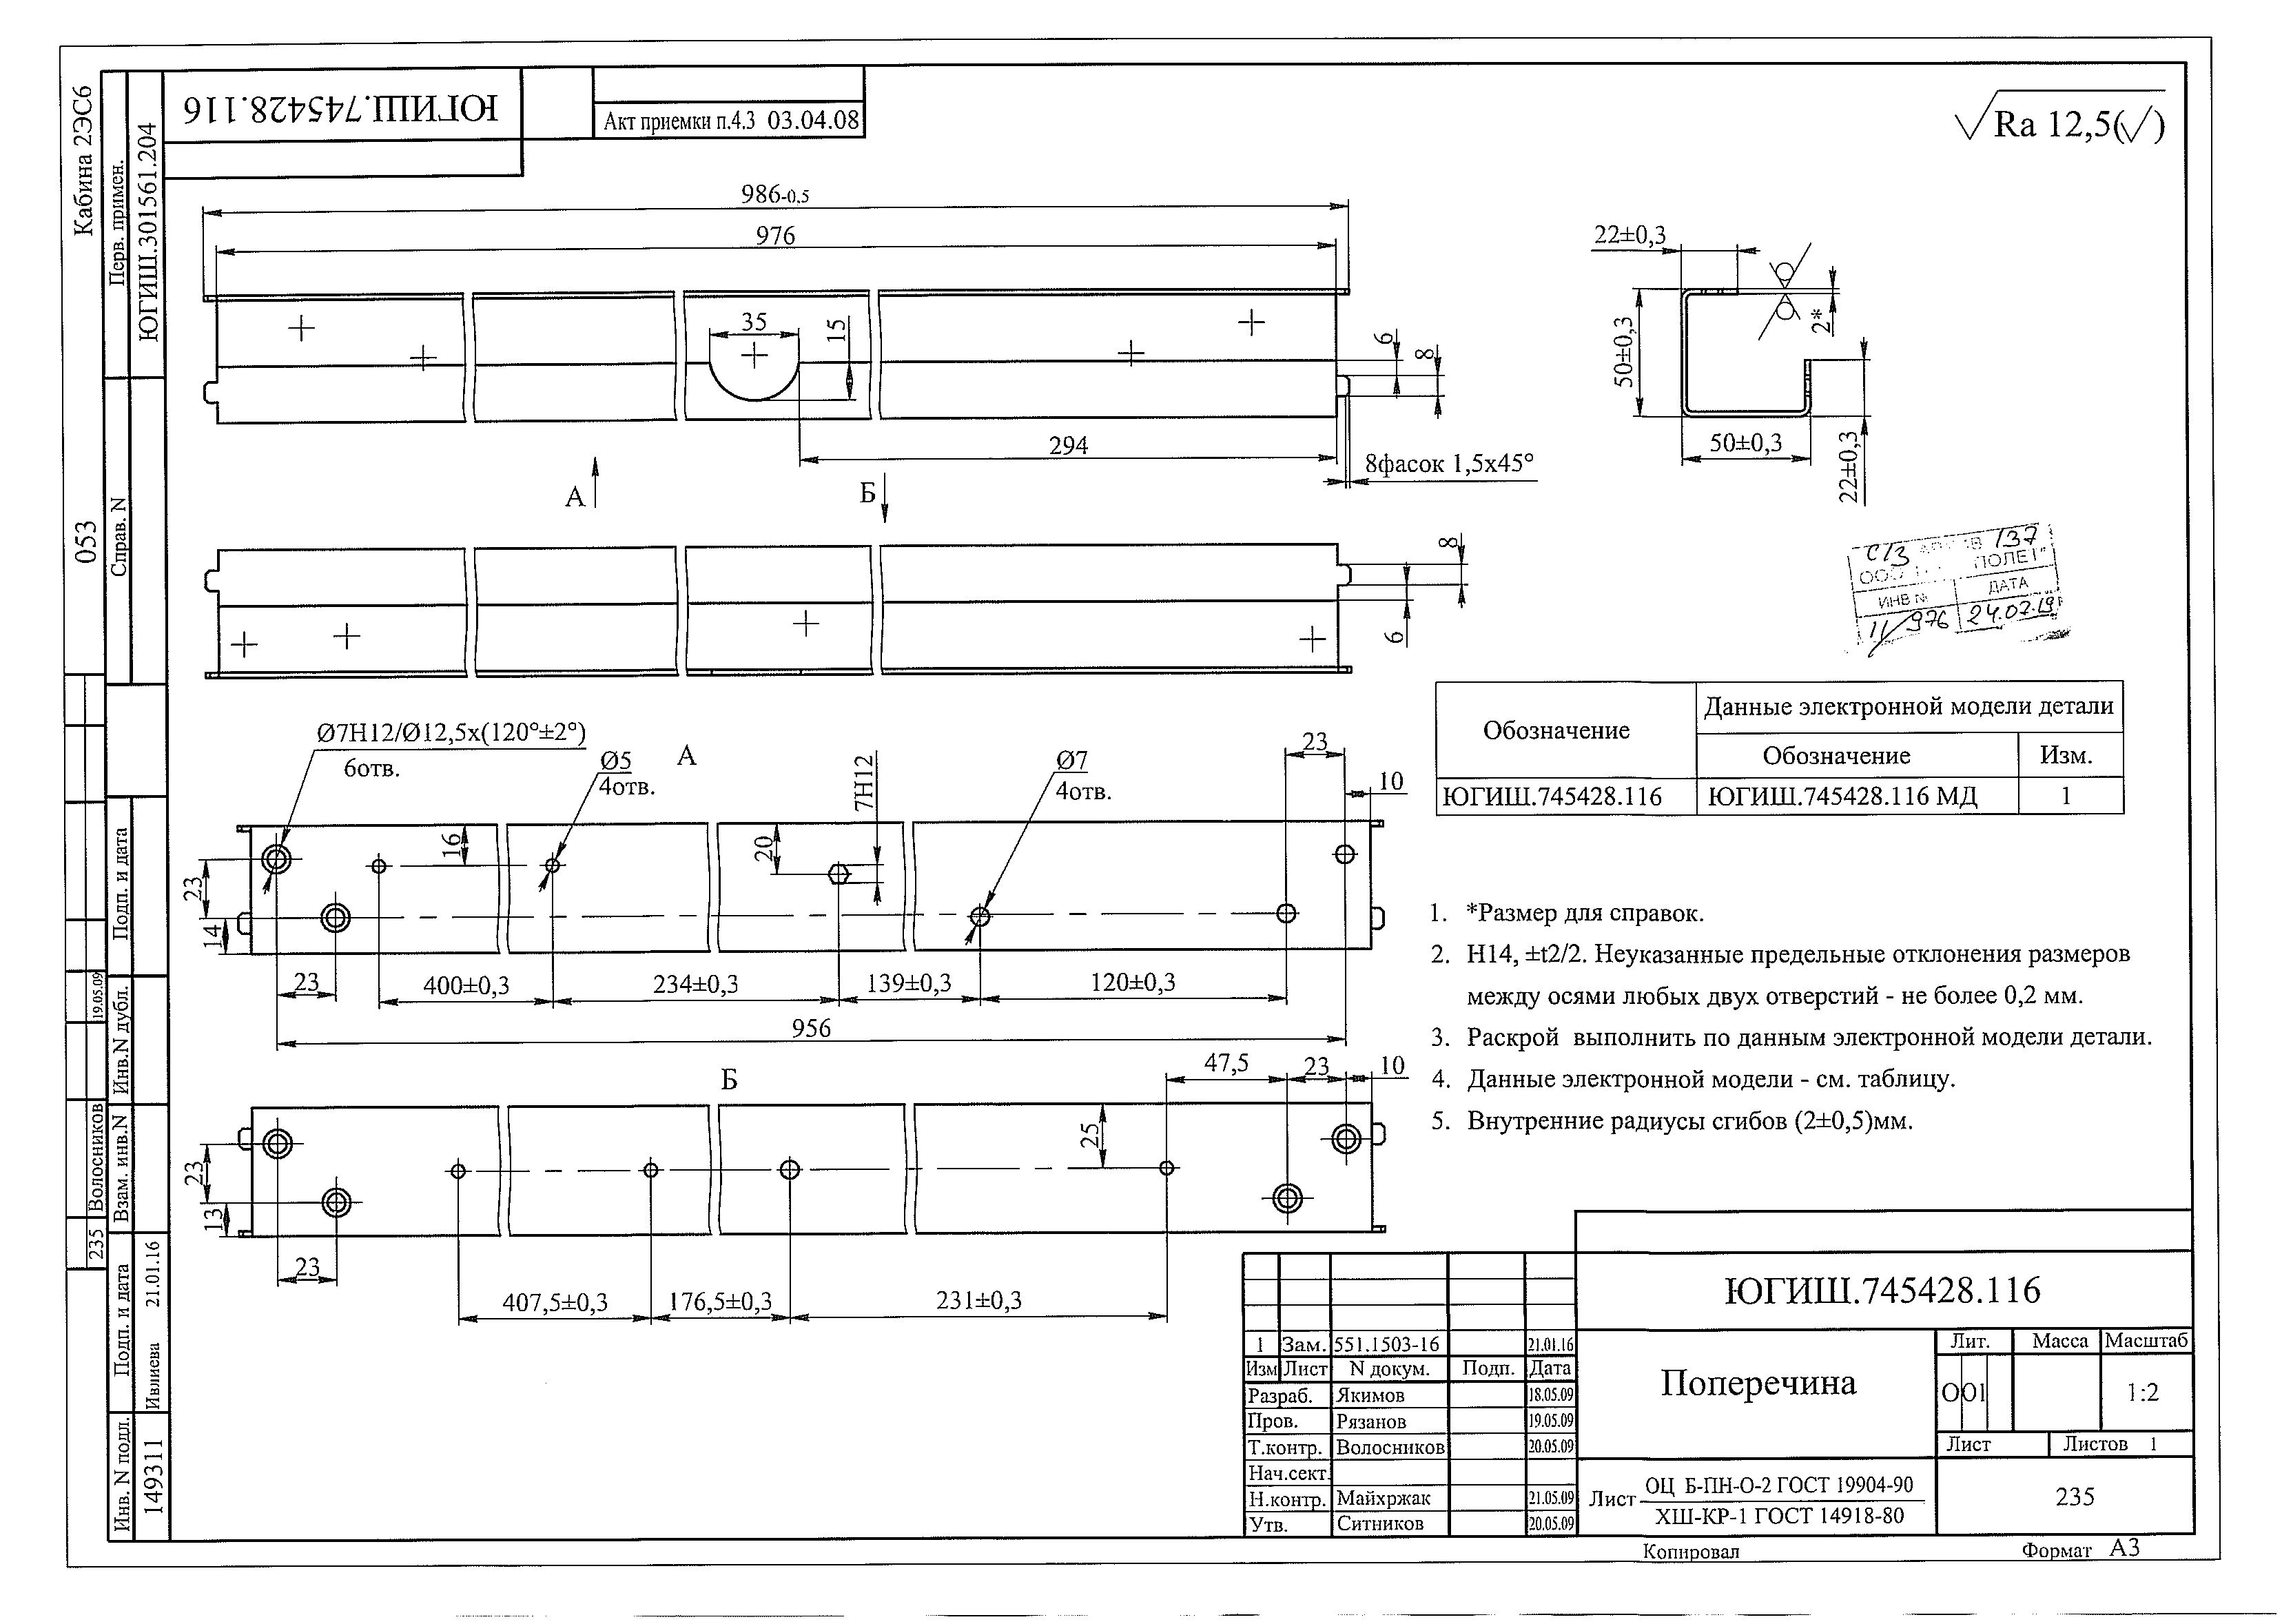 Кабина 2ЭС6
Перв. примен.
ЮГИШ.301561.204
ЮГИШ.745428.116
Акт приемки п.4.3 03.04.08
Ra 12,5( )
Справ. N
053
986-0,5
976
35
15
6
8
294
8фасок 1,5x45°
22±0,3
50±0,3
2*
50±0,3
22±0,3
А
Б
8
6
С13 137
ООО ПОЛЕТ"
ИНВ № ДАТА
11/976 24.07.19
Обозначение
Данные электронной модели детали
Обозначение Изм.
ЮГИШ.745428.116 ЮГИШ.745428.116 МД 1
Ø7H12/Ø12,5x(120°±2°)
6отв.
Ø5
4отв.
А
7H12
Ø7
4отв.
23
10
16
20
23
14
23
400±0,3
234±0,3
139±0,3
120±0,3
956
Б
47,5
23
10
25
23
13
23
407,5±0,3
176,5±0,3
231±0,3
1. *Размер для справок.
2. H14, ±t2/2. Неуказанные предельные отклонения размеров
между осями любых двух отверстий - не более 0,2 мм.
3. Раскрой выполнить по данным электронной модели детали.
4. Данные электронной модели - см. таблицу.
5. Внутренние радиусы сгибов (2±0,5)мм.
Подп. и дата
Инв.N дубл.
Взам. инв.N
Подп. и дата
Ивлиева 21.01.16
Инв. N подл.
149311
235 Волосников 19.05.09
1 Зам. 551.1503-16 21.01.16
Изм Лист N докум. Подп. Дата
Разраб. Якимов 18.05.09
Пров. Рязанов 19.05.09
Т.контр. Волосников 20.05.09
Нач.сект.
Н.контр. Майхржак 21.05.09
Утв. Ситников 20.05.09
ЮГИШ.745428.116
Поперечина
Лит. Масса Масштаб
О О1 1:2
Лист Листов 1
Лист ОЦ Б-ПН-О-2 ГОСТ 19904-90
ХШ-КР-1 ГОСТ 14918-80
235
Копировал Формат А3